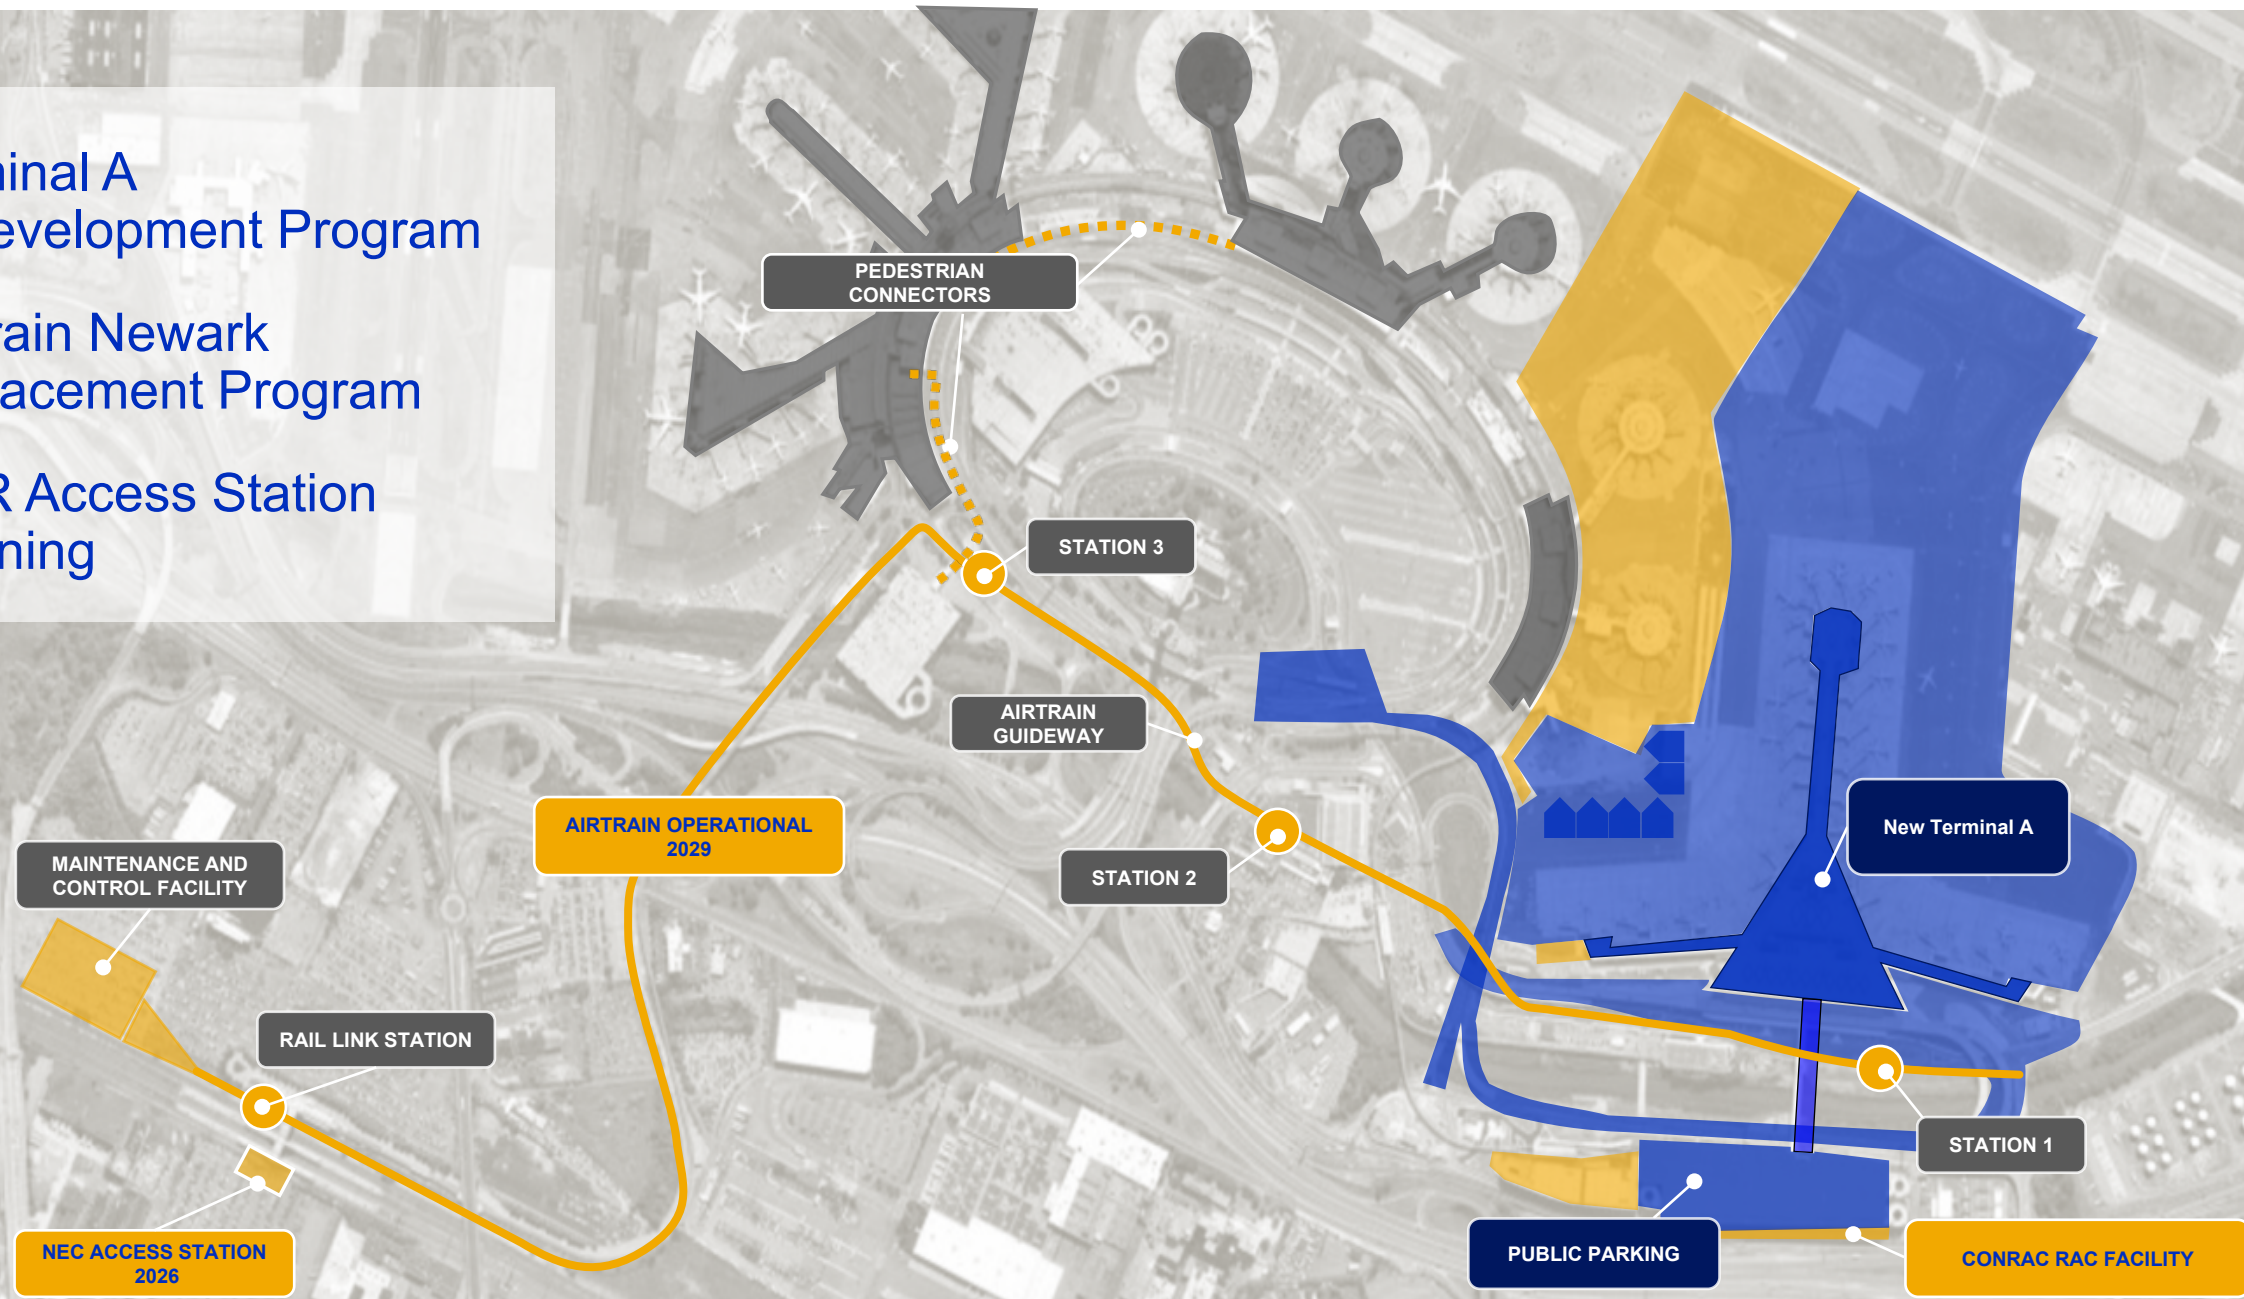 minal A
evelopment Program
rain Newark
acement Program
R Access Station
ning
PEDESTRIAN
CONNECTORS
STATION 3
AIRTRAIN
GUIDEWAY
AIRTRAIN OPERATIONAL
2029
New Terminal A
MAINTENANCE AND
CONTROL FACILITY
STATION 2
RAIL LINK STATION
STATION 1
NEC ACCESS STATION
2026
PUBLIC PARKING
CONRAC RAC FACILITY